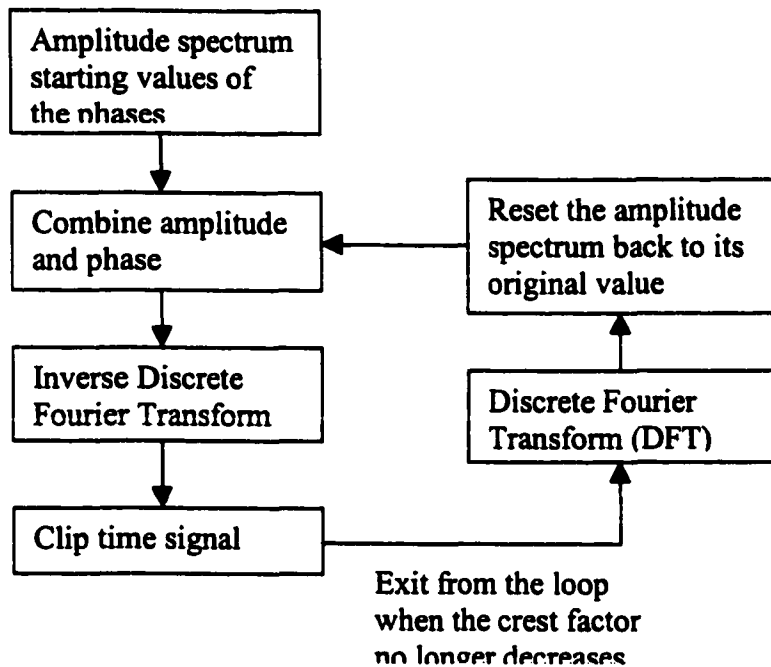 Amplitude spectrum
starting values of
the phases
Combine amplitude
and phase
Inverse Discrete
Fourier Transform
Clip time signal
Reset the amplitude
spectrum back to its
original value
Discrete Fourier
Transform (DFT)
Exit from the loop
when the crest factor
no longer decreases